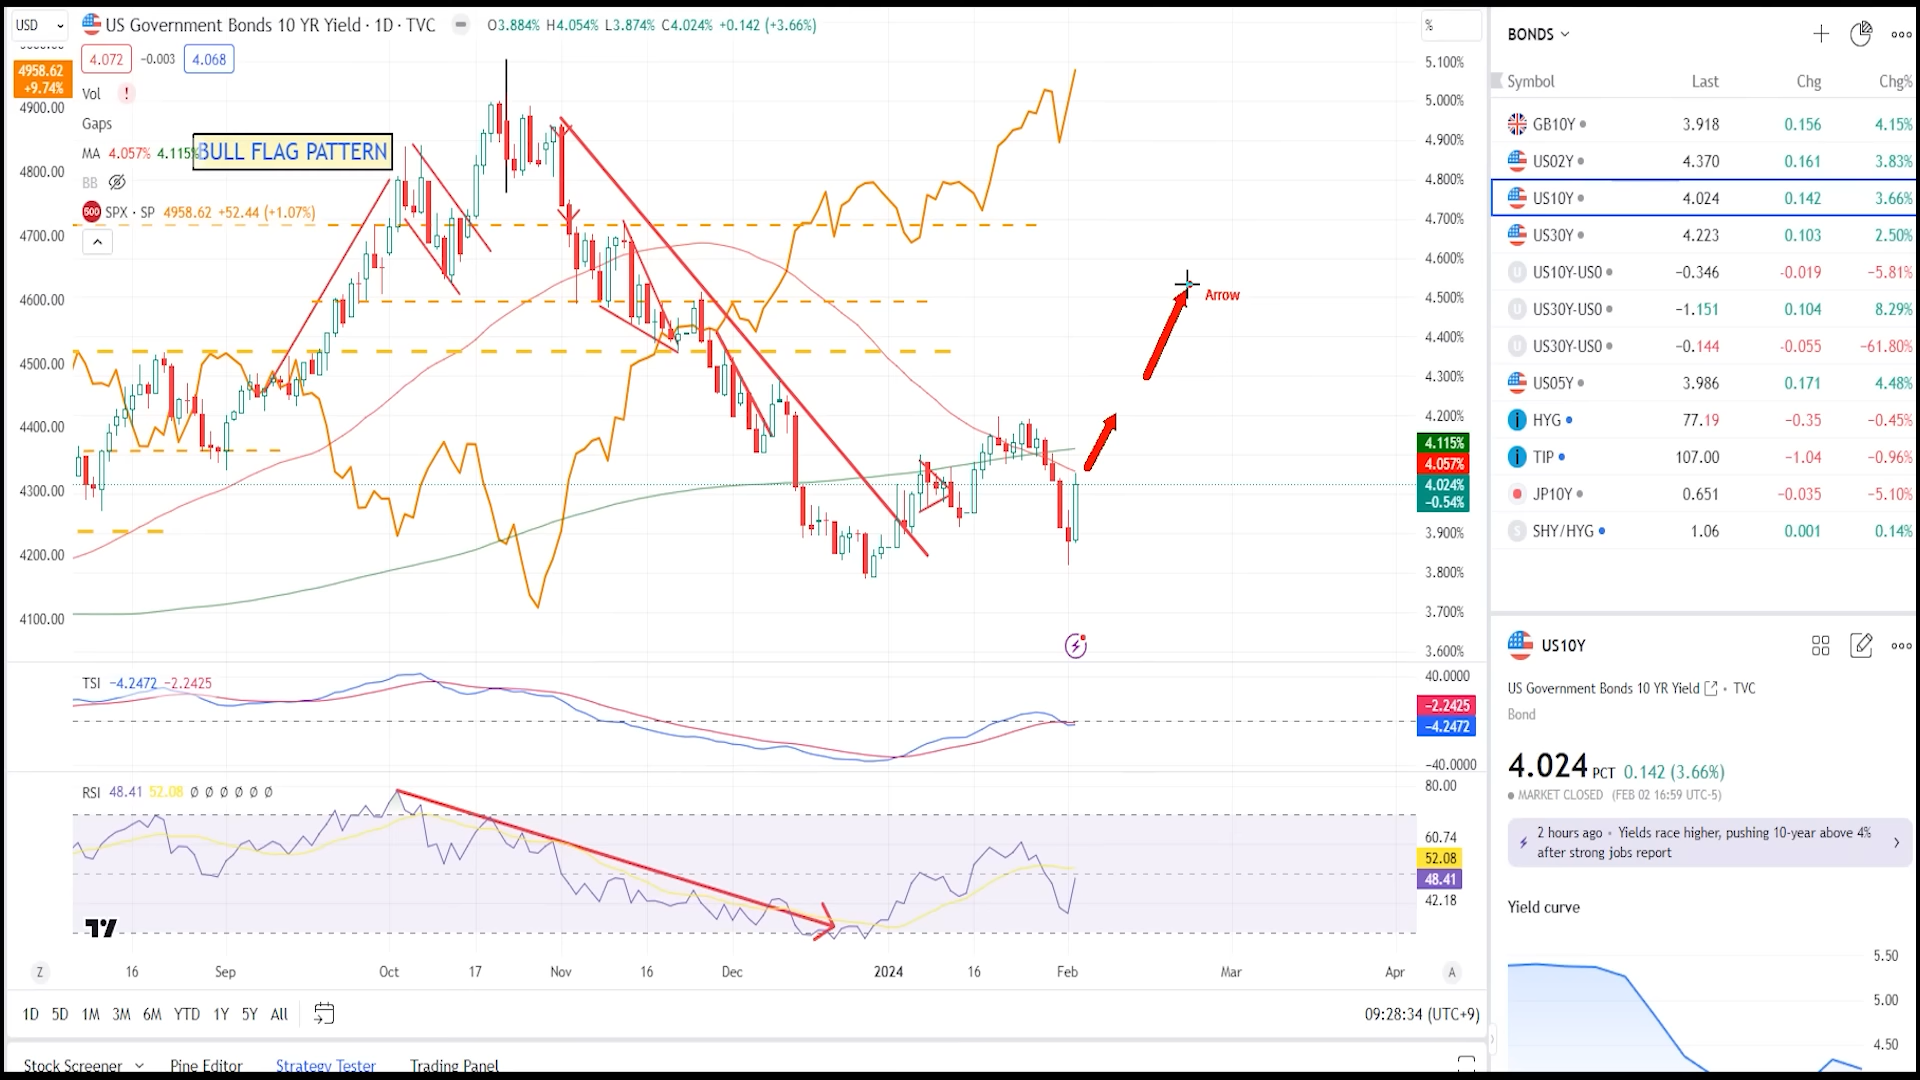 USD
US Government Bonds 10 YR Yield · 1D · TVC
O3.884% H4.054% L3.874% C4.024% +0.142 (+3.66%)
%
4.072 −0.003 4.068
4958.62
+9.74%
Vol !
Gaps
MA 4.057% 4.115%
BULL FLAG PATTERN
BB
500 SPX · SP 4958.62 +52.44 (+1.07%)
4900.00
4800.00
4700.00
4600.00
4500.00
4400.00
4300.00
4200.00
4100.00
Arrow
5.100%
5.000%
4.900%
4.800%
4.700%
4.600%
4.500%
4.400%
4.300%
4.200%
4.115%
4.057%
4.024%
−0.54%
3.900%
3.800%
3.700%
3.600%
TSI −4.2472 −2.2425
40.0000
−2.2425
−4.2472
−40.0000
RSI 48.41 52.08 Ø Ø Ø Ø Ø Ø
80.00
60.74
52.08
48.41
42.18
Z 16 Sep Oct 17 Nov 16 Dec 2024 16 Feb Mar Apr A
1D 5D 1M 3M 6M YTD 1Y 5Y All
09:28:34 (UTC+9)
Stock Screener Pine Editor Strategy Tester Trading Panel
BONDS
Symbol Last Chg Chg%
GB10Y 3.918 0.156 4.15%
US02Y 4.370 0.161 3.83%
US10Y 4.024 0.142 3.66%
US30Y 4.223 0.103 2.50%
U US10Y-US0 −0.346 −0.019 −5.81%
U US30Y-US0 −1.151 0.104 8.29%
U US30Y-US0 −0.144 −0.055 −61.80%
US05Y 3.986 0.171 4.48%
i HYG 77.19 −0.35 −0.45%
i TIP 107.00 −1.04 −0.96%
JP10Y 0.651 −0.035 −5.10%
S SHY/HYG 1.06 0.001 0.14%
US10Y
US Government Bonds 10 YR Yield · TVC
Bond
4.024 PCT 0.142 (3.66%)
MARKET CLOSED (FEB 02 16:59 UTC-5)
2 hours ago • Yields race higher, pushing 10-year above 4%
after strong jobs report
Yield curve
5.50
5.00
4.50